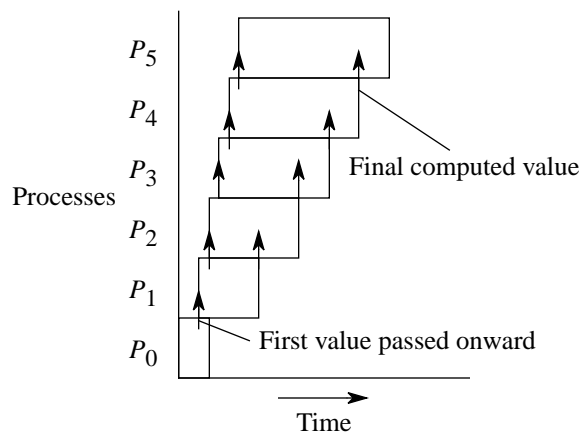 P5
P4
Final computed value
P3
Processes
P2
P1
First value passed onward
P0
Time